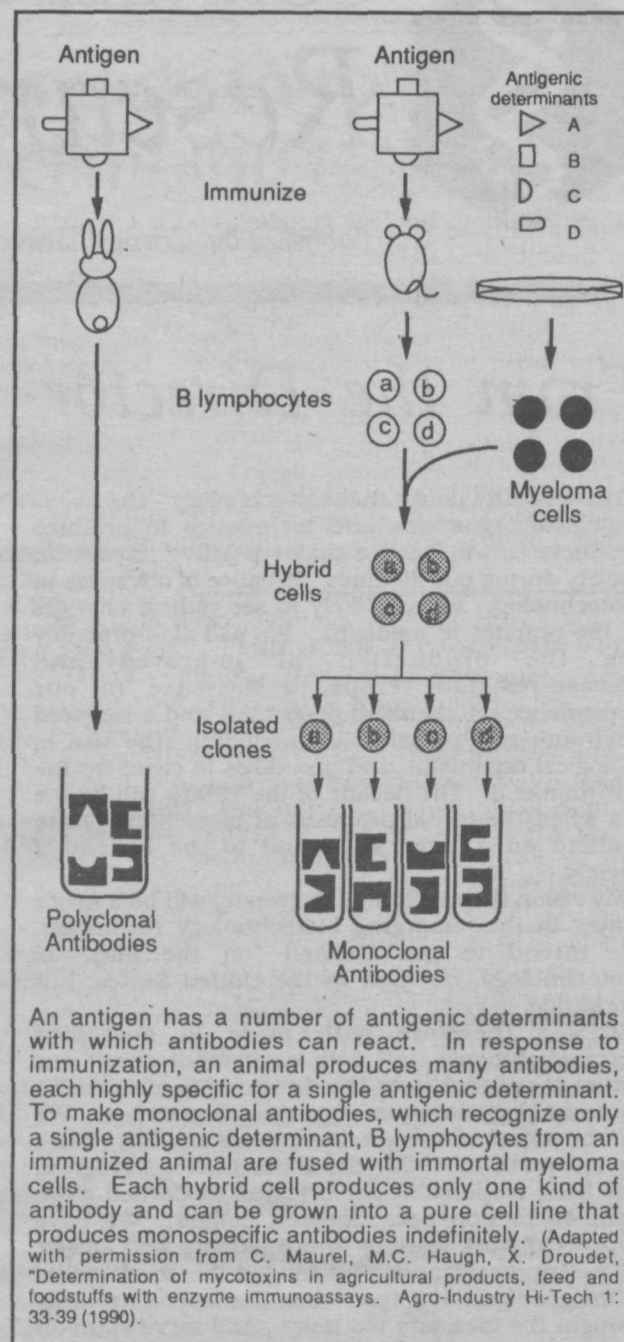 Antigen
Antigen
Antigenic
determinants
A
B
C
D
Immunize
B lymphocytes
a b
c d
Myeloma
cells
Hybrid
cells
a b
c d
Isolated
clones
a b c d
Polyclonal
Antibodies
Monoclonal
Antibodies
An antigen has a number of antigenic determinants
with which antibodies can react. In response to
immunization, an animal produces many antibodies,
each highly specific for a single antigenic determinant.
To make monoclonal antibodies, which recognize only
a single antigenic determinant, B lymphocytes from an
immunized animal are fused with immortal myeloma
cells. Each hybrid cell produces only one kind of
antibody and can be grown into a pure cell line that
produces monospecific antibodies indefinitely. (Adapted
with permission from C. Maurel, M.C. Haugh, X. Droudet,
"Determination of mycotoxins in agricultural products, feed and
foodstuffs with enzyme immunoassays. Agro-Industry Hi-Tech 1:
33-39 (1990).